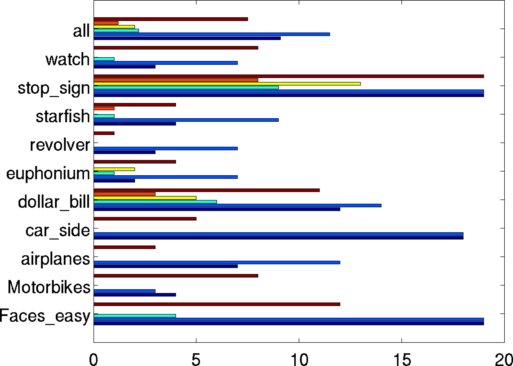 all
watch
stop_sign
starfish
revolver
euphonium
dollar_bill
car_side
airplanes
Motorbikes
Faces_easy
0 5 10 15 20